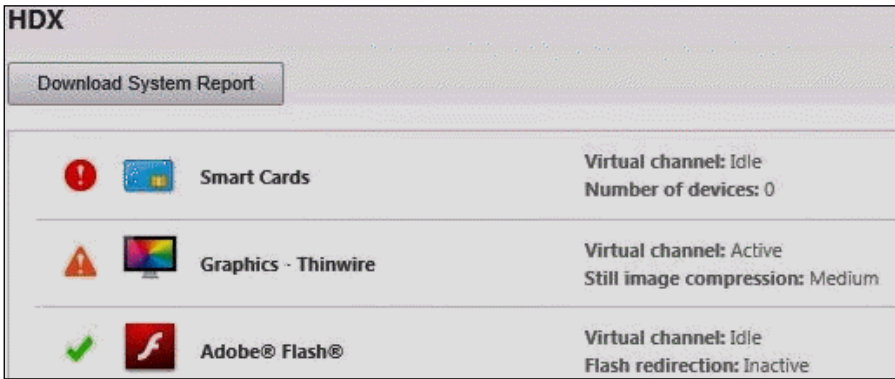 HDX
Download System Report
Smart Cards
Virtual channel: Idle
Number of devices: 0
Graphics - Thinwire
Virtual channel: Active
Still image compression: Medium
Adobe® Flash®
Virtual channel: Idle
Flash redirection: Inactive